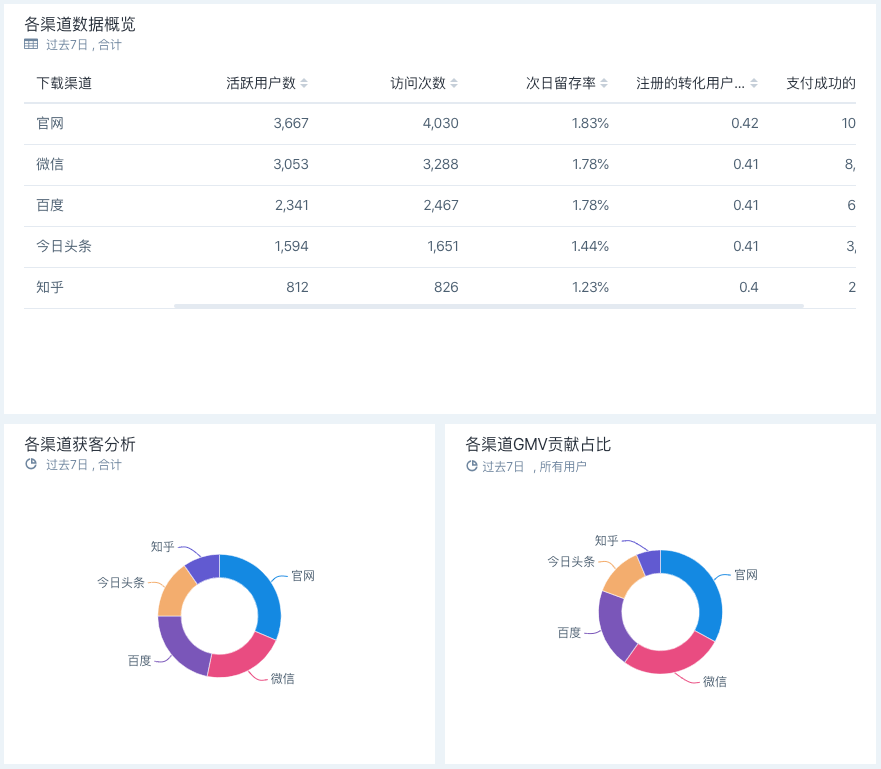 各渠道数据概览
过去7日 , 合计
下载渠道 活跃用户数 访问次数 次日留存率 注册的转化用户... 支付成功的
官网 3,667 4,030 1.83% 0.42 10
微信 3,053 3,288 1.78% 0.41 8,
百度 2,341 2,467 1.78% 0.41 6
今日头条 1,594 1,651 1.44% 0.41 3,
知乎 812 826 1.23% 0.4 2
各渠道获客分析
过去7日 , 合计
知乎
官网
今日头条
百度
微信
各渠道GMV贡献占比
过去7日 , 所有用户
知乎
今日头条
官网
百度
微信